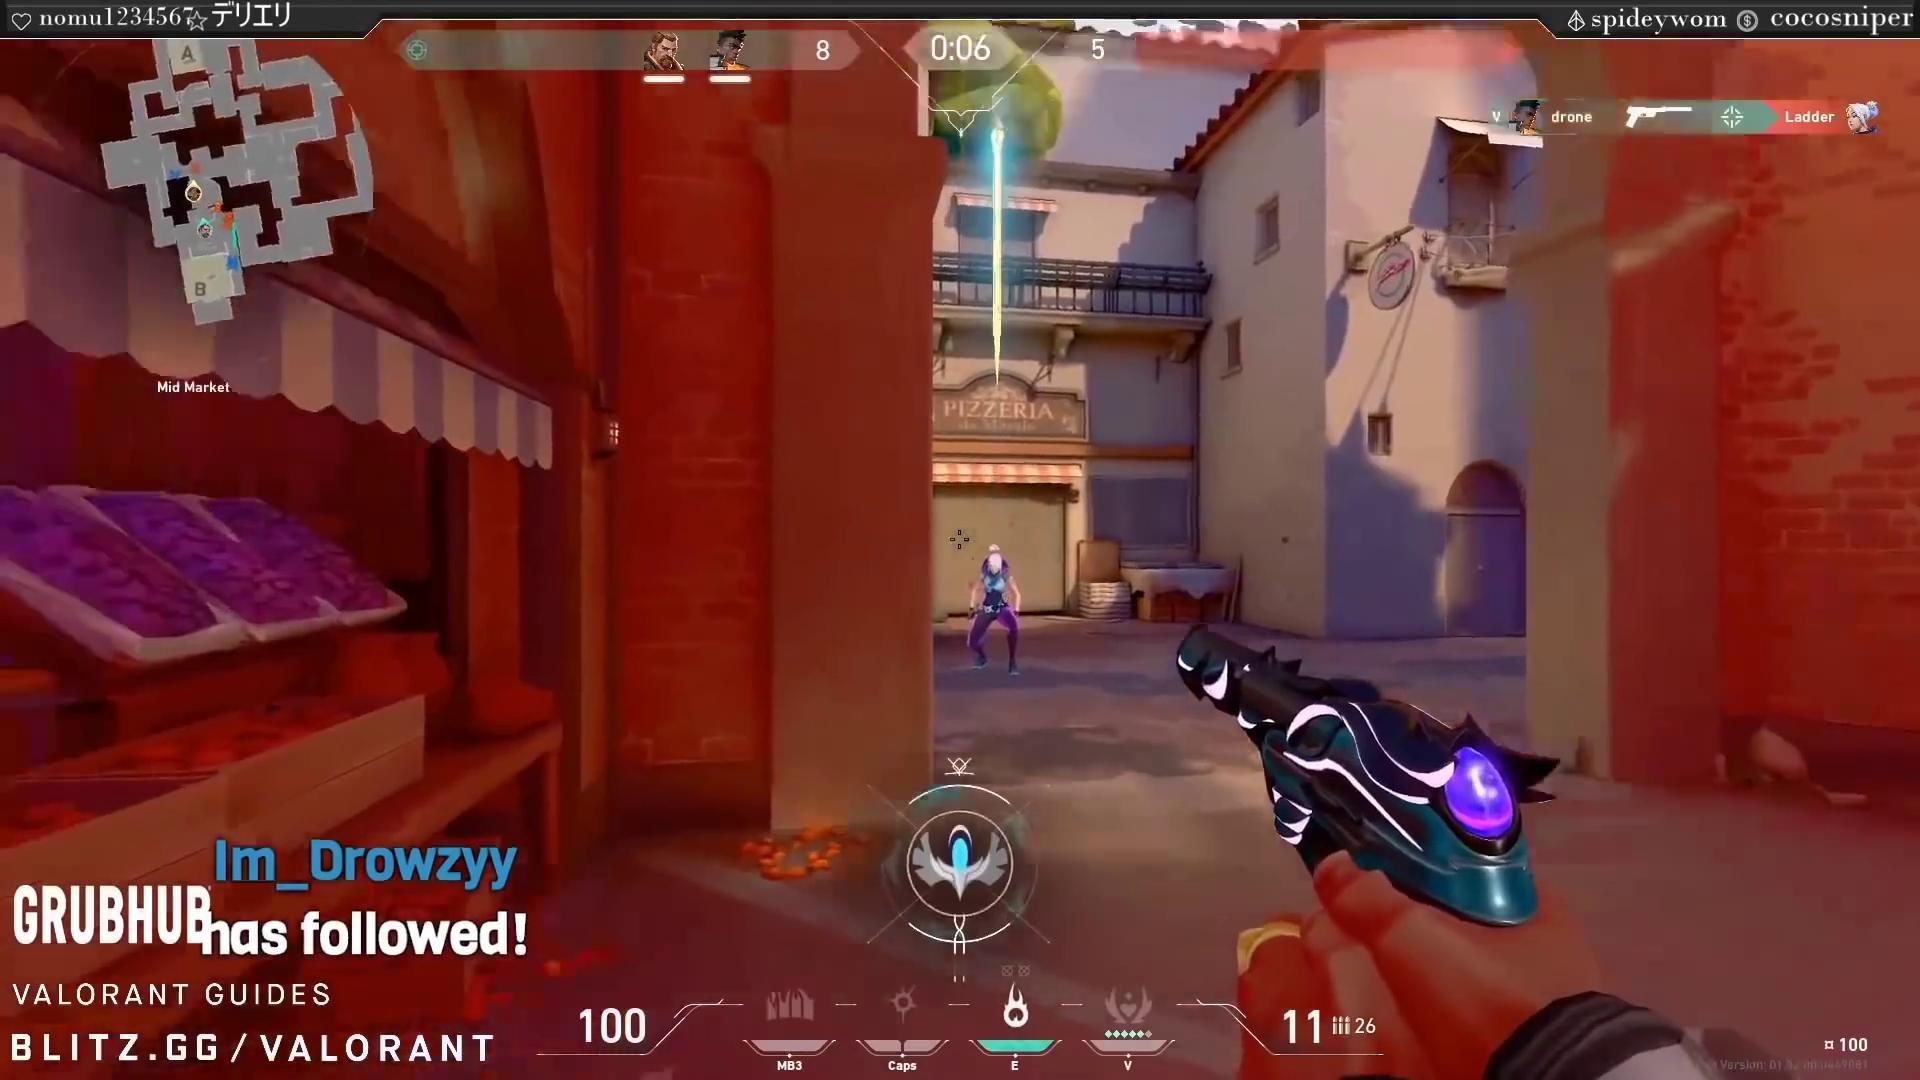 nomu1234567 デリエリ
spideywom
cocosniper
A
8
0:06
5
V drone
Ladder
B
Mid Market
PIZZERIA
Im_Drowzyy
has followed!
GRUBHUB
VALORANT GUIDES
BLITZ.GG/VALORANT
100
11 26
MB3 Caps E V
100